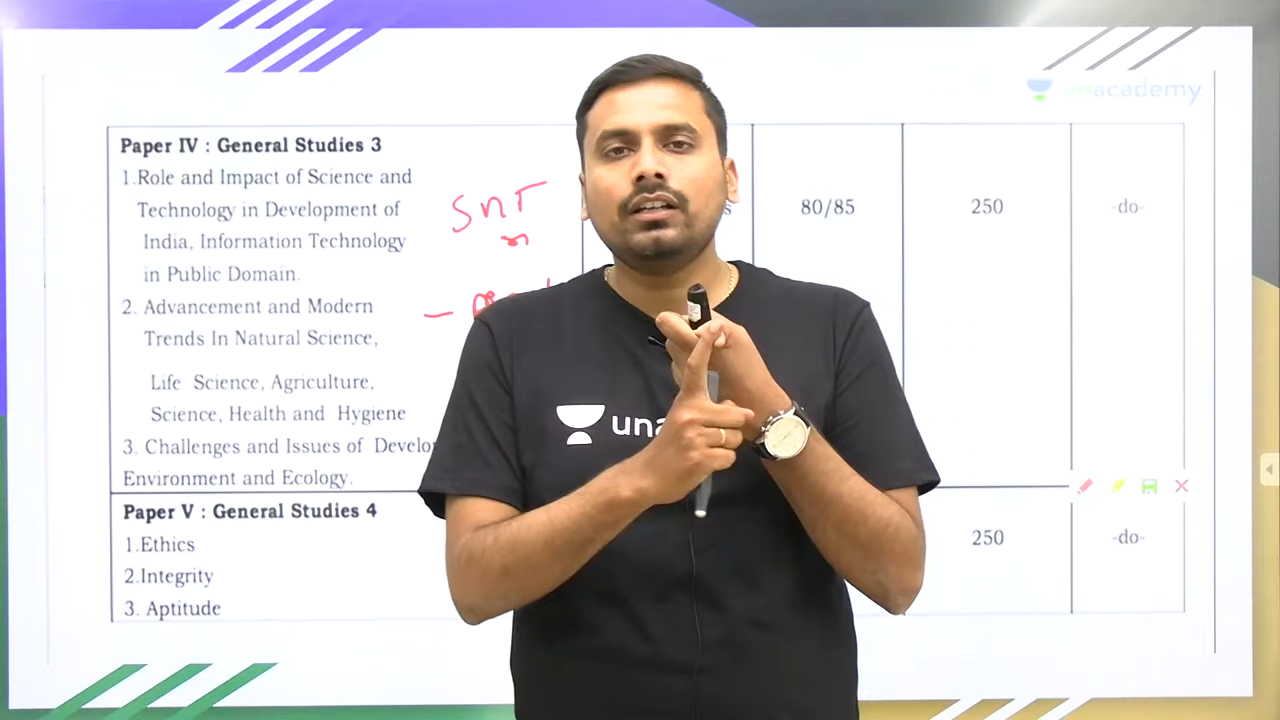 unacademy
Paper IV : General Studies 3
1.Role and Impact of Science and
Technology in Development of
India, Information Technology
in Public Domain.
2. Advancement and Modern
Trends In Natural Science,
Life Science, Agriculture,
Science, Health and Hygiene
3. Challenges and Issues of Develo
Environment and Ecology.
80/85
250
-do-
SnT
Paper V : General Studies 4
1.Ethics
2.Integrity
3. Aptitude
250
-do-
una